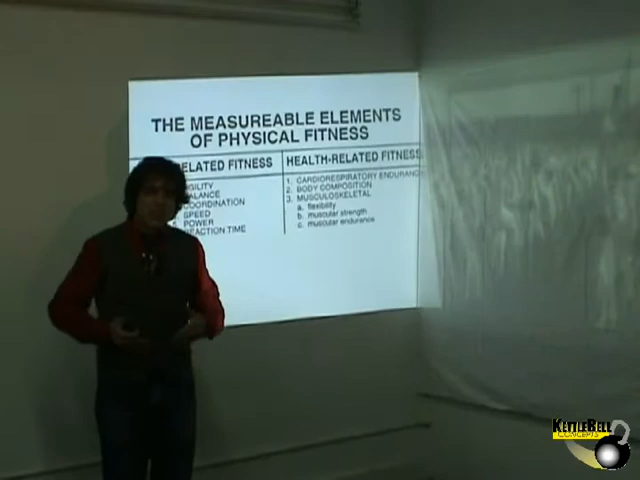 THE MEASUREABLE ELEMENTS
OF PHYSICAL FITNESS
ELATED FITNESS
HEALTH-RELATED FITNESS
GILITY
ALANCE
COORDINATION
SPEED
POWER
REACTION TIME
1. CARDIORESPIRATORY ENDURANC
2. BODY COMPOSITION
3. MUSCULOSKELETAL
a. flexibility
b. muscular strength
c. muscular endurance
KETTLEBELL
CONCEPTS